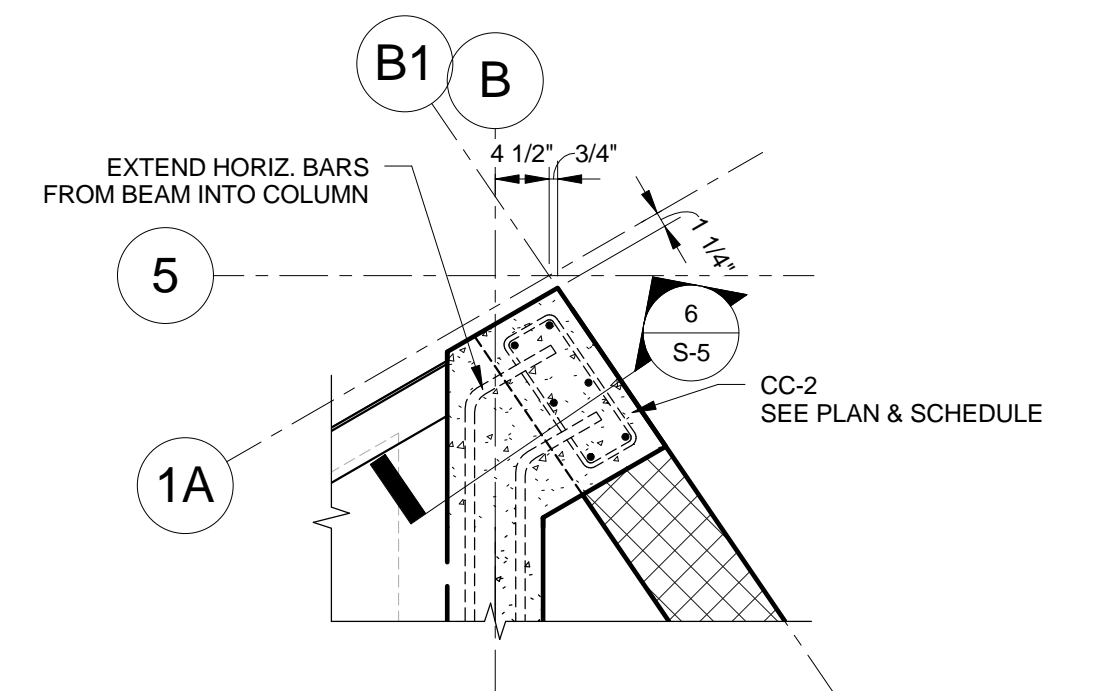 B1
B
4 1/2"
3/4"
EXTEND HORIZ. BARS
FROM BEAM INTO COLUMN
1 1/4"
5
6
S-5
CC-2
SEE PLAN & SCHEDULE
1A